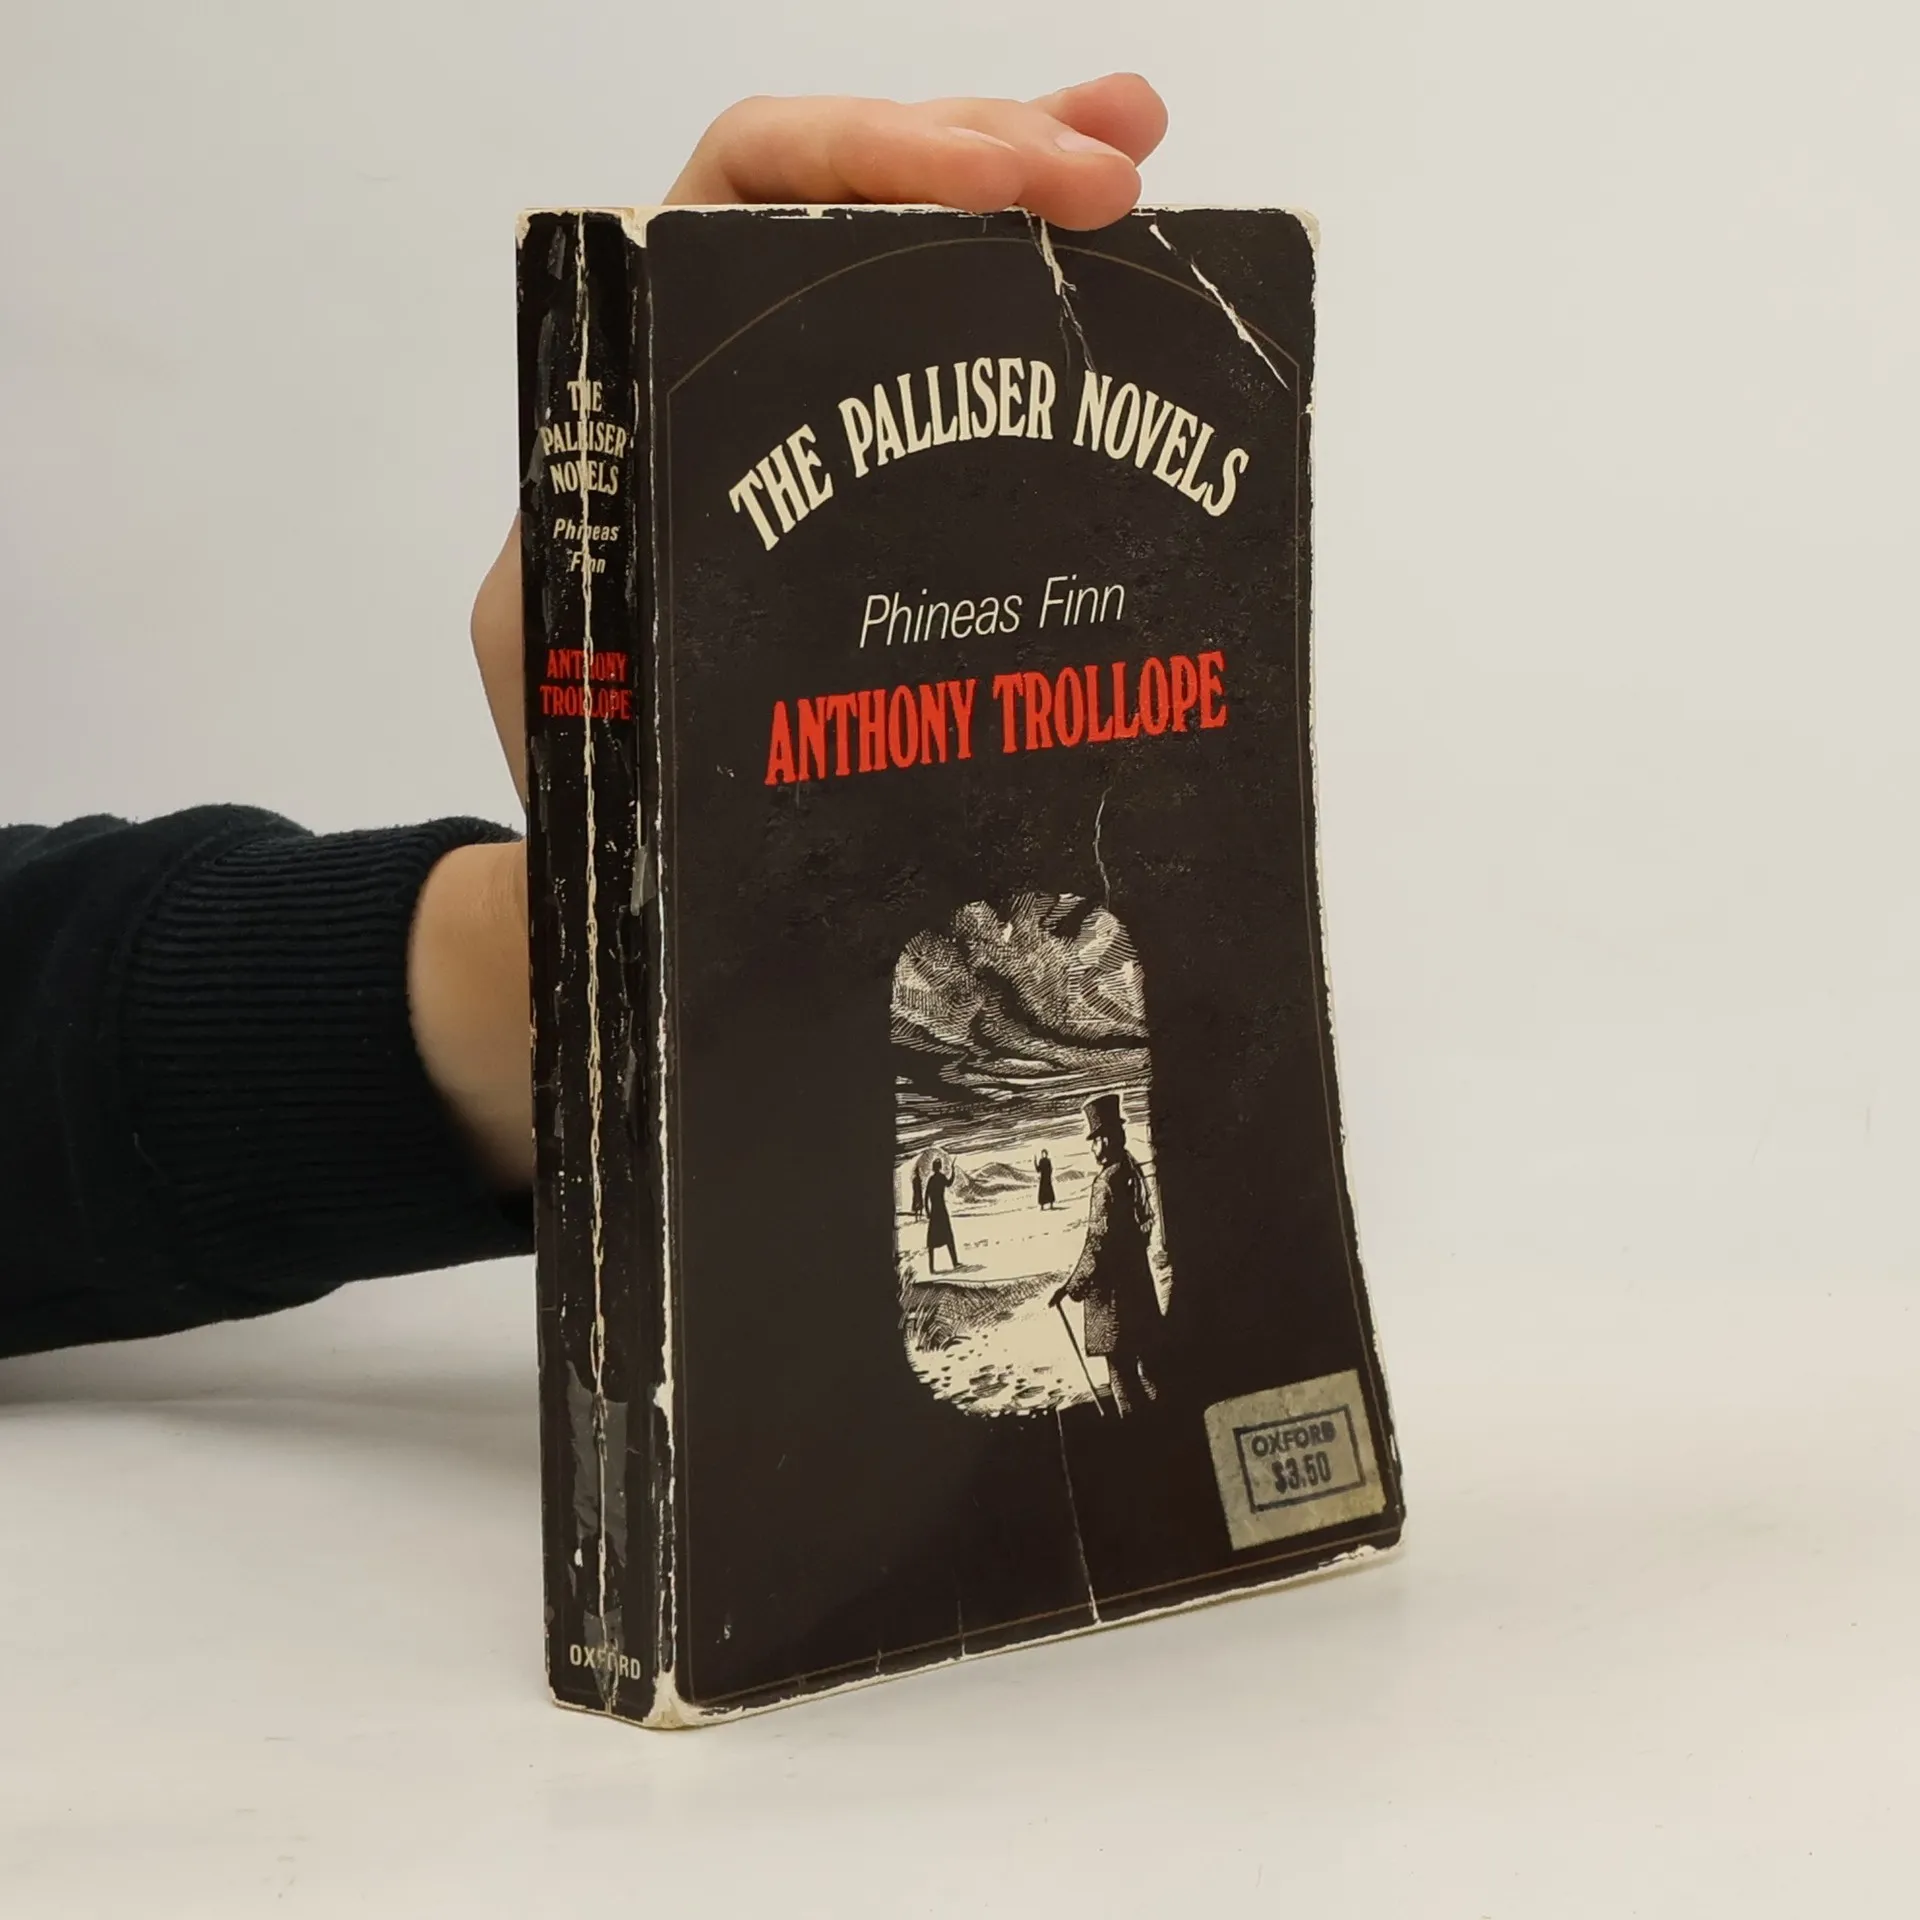 THE
PALLISER
NOVELS
Phineas
Finn
ANTHONY
TROLLOPE
OXFORD
THE PALLISER NOVELS
Phineas Finn
ANTHONY TROLLOPE
OXFORD
$3.50